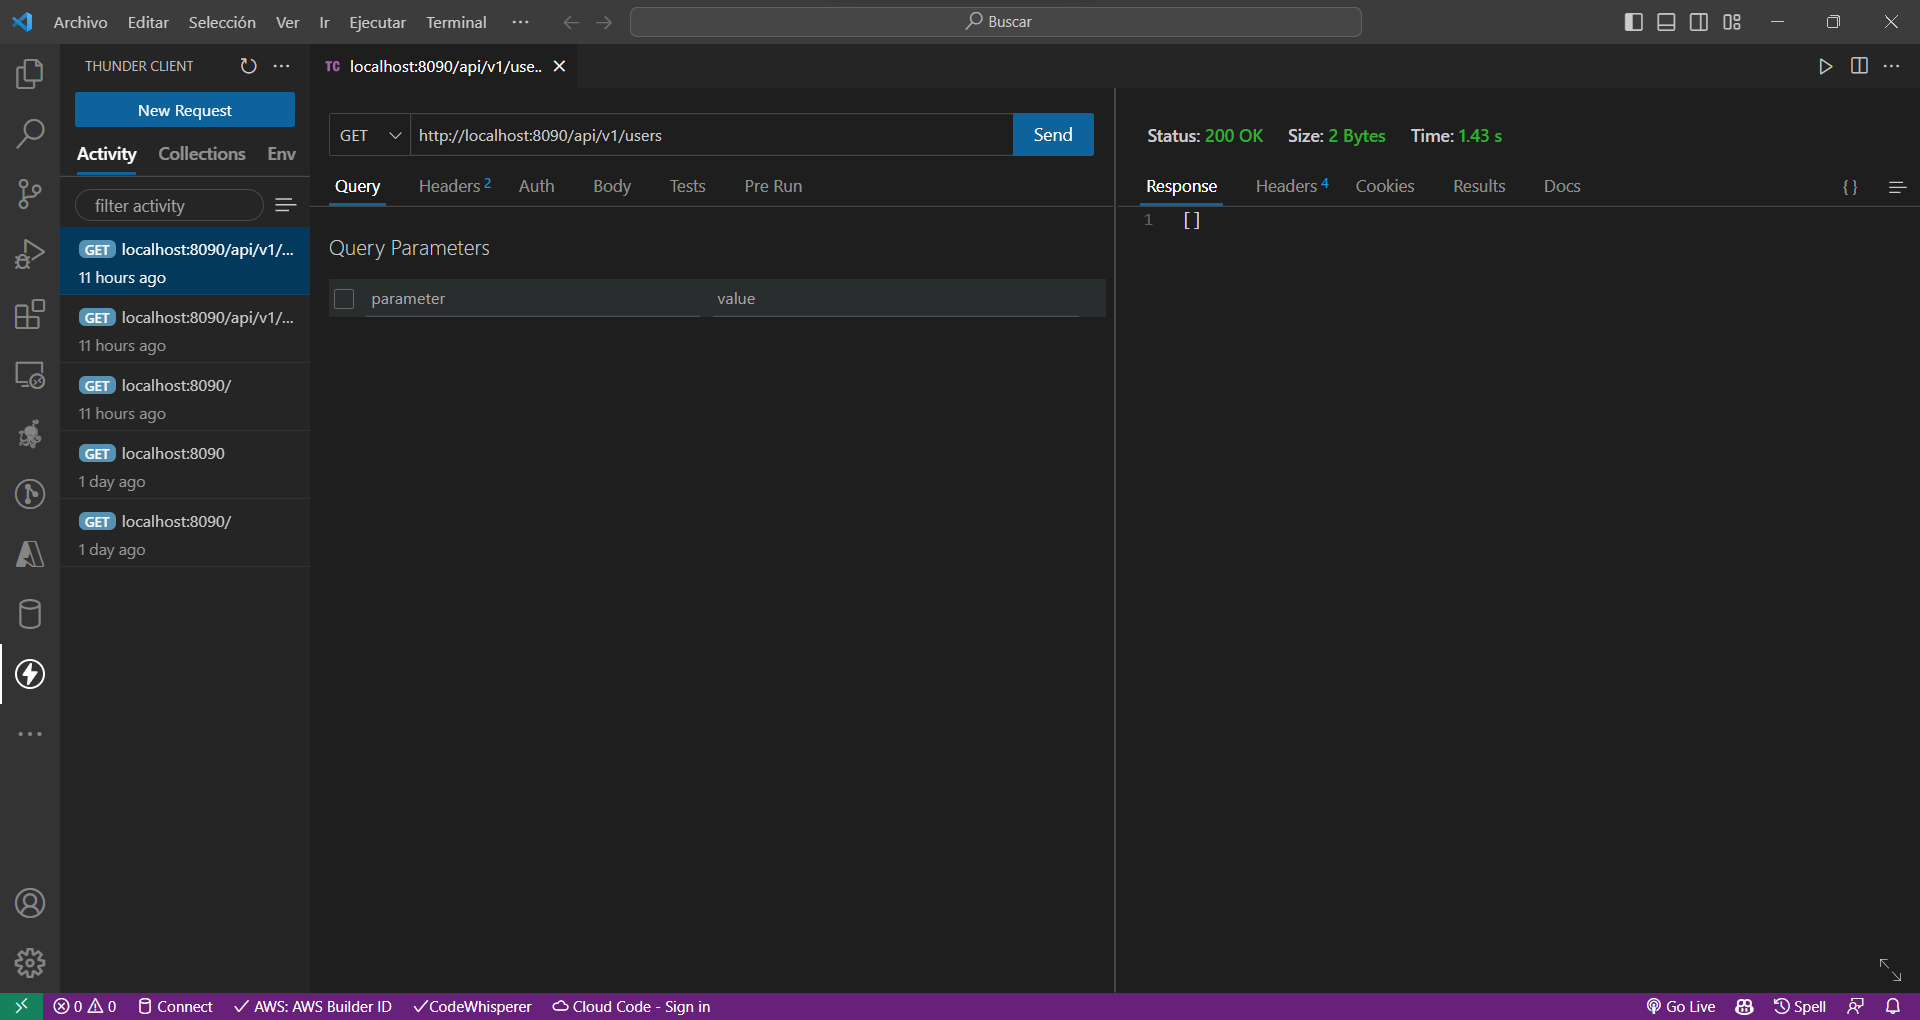 Archivo Editar Selección Ver Ir Ejecutar Terminal ··· Buscar
THUNDER CLIENT ···
New Request
Activity Collections Env
filter activity
GET localhost:8090/api/v1/...
11 hours ago
GET localhost:8090/api/v1/...
11 hours ago
GET localhost:8090/
11 hours ago
GET localhost:8090
1 day ago
GET localhost:8090/
1 day ago
TC localhost:8090/api/v1/use..
GET http://localhost:8090/api/v1/users Send
Query Headers 2 Auth Body Tests Pre Run
Query Parameters
parameter value
Status: 200 OK Size: 2 Bytes Time: 1.43 s
Response Headers 4 Cookies Results Docs {}
1 []
0 0 Connect AWS: AWS Builder ID CodeWhisperer Cloud Code - Sign in Go Live Spell